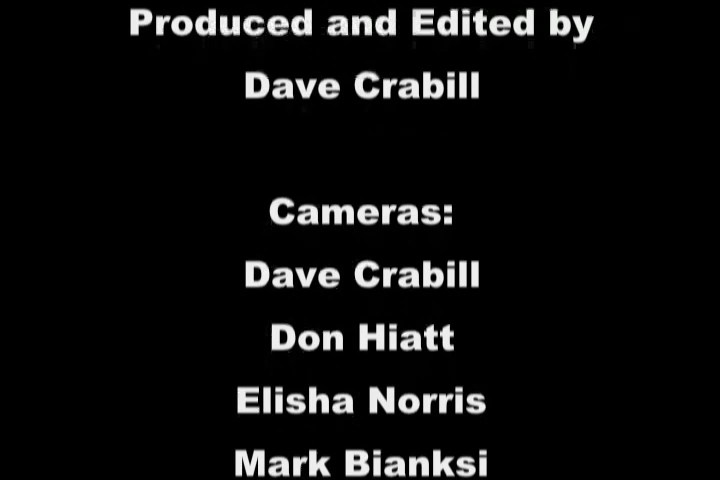 Produced and Edited by
Dave Crabill
Cameras:
Dave Crabill
Don Hiatt
Elisha Norris
Mark Bianksi